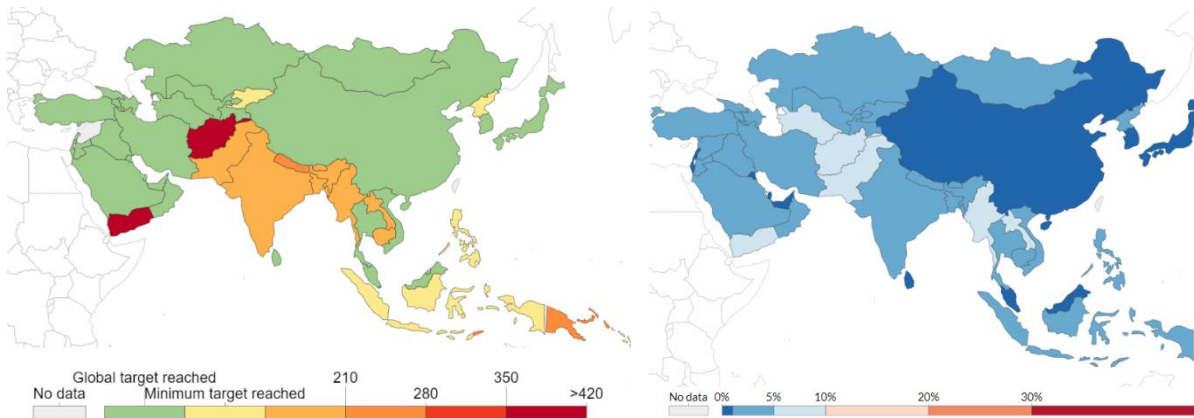 Global target reached 210 350
No data Minimum target reached 280 >420
No data 0% 5% 10% 20% 30%